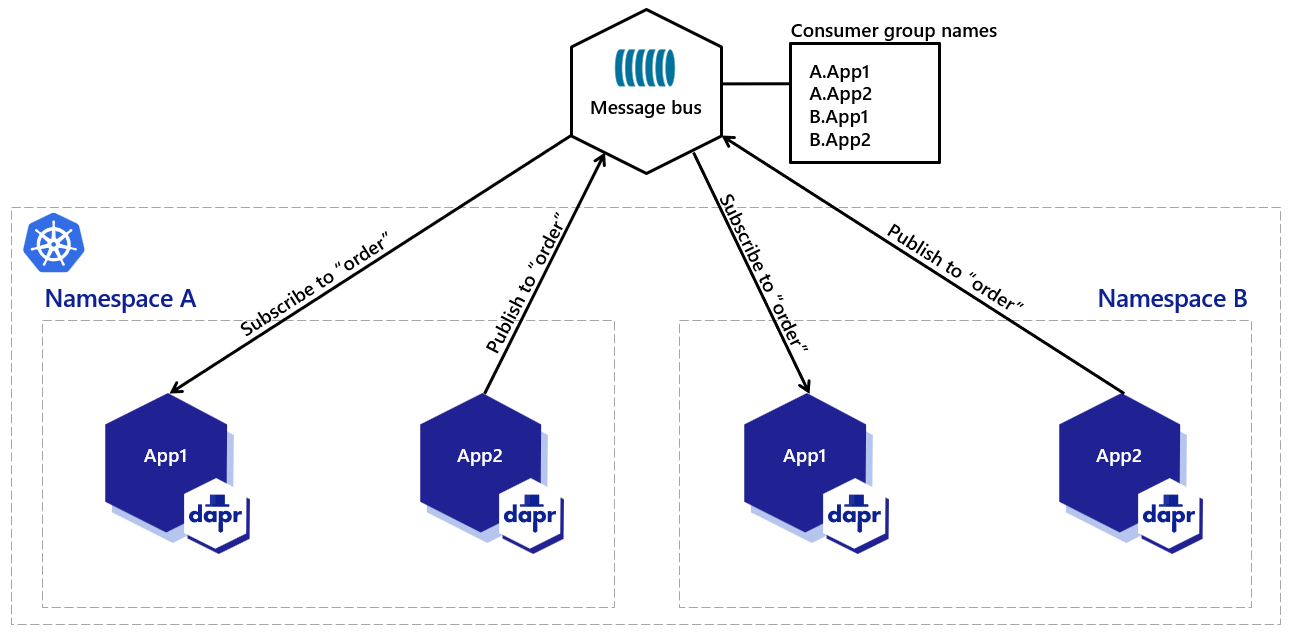 Consumer group names
Message bus
A.App1
A.App2
B.App1
B.App2
Subscribe to “order”
Publish to “order”
Subscribe to “order”
Publish to “order”
Namespace A
Namespace B
App1
dapr
App2
dapr
App1
dapr
App2
dapr